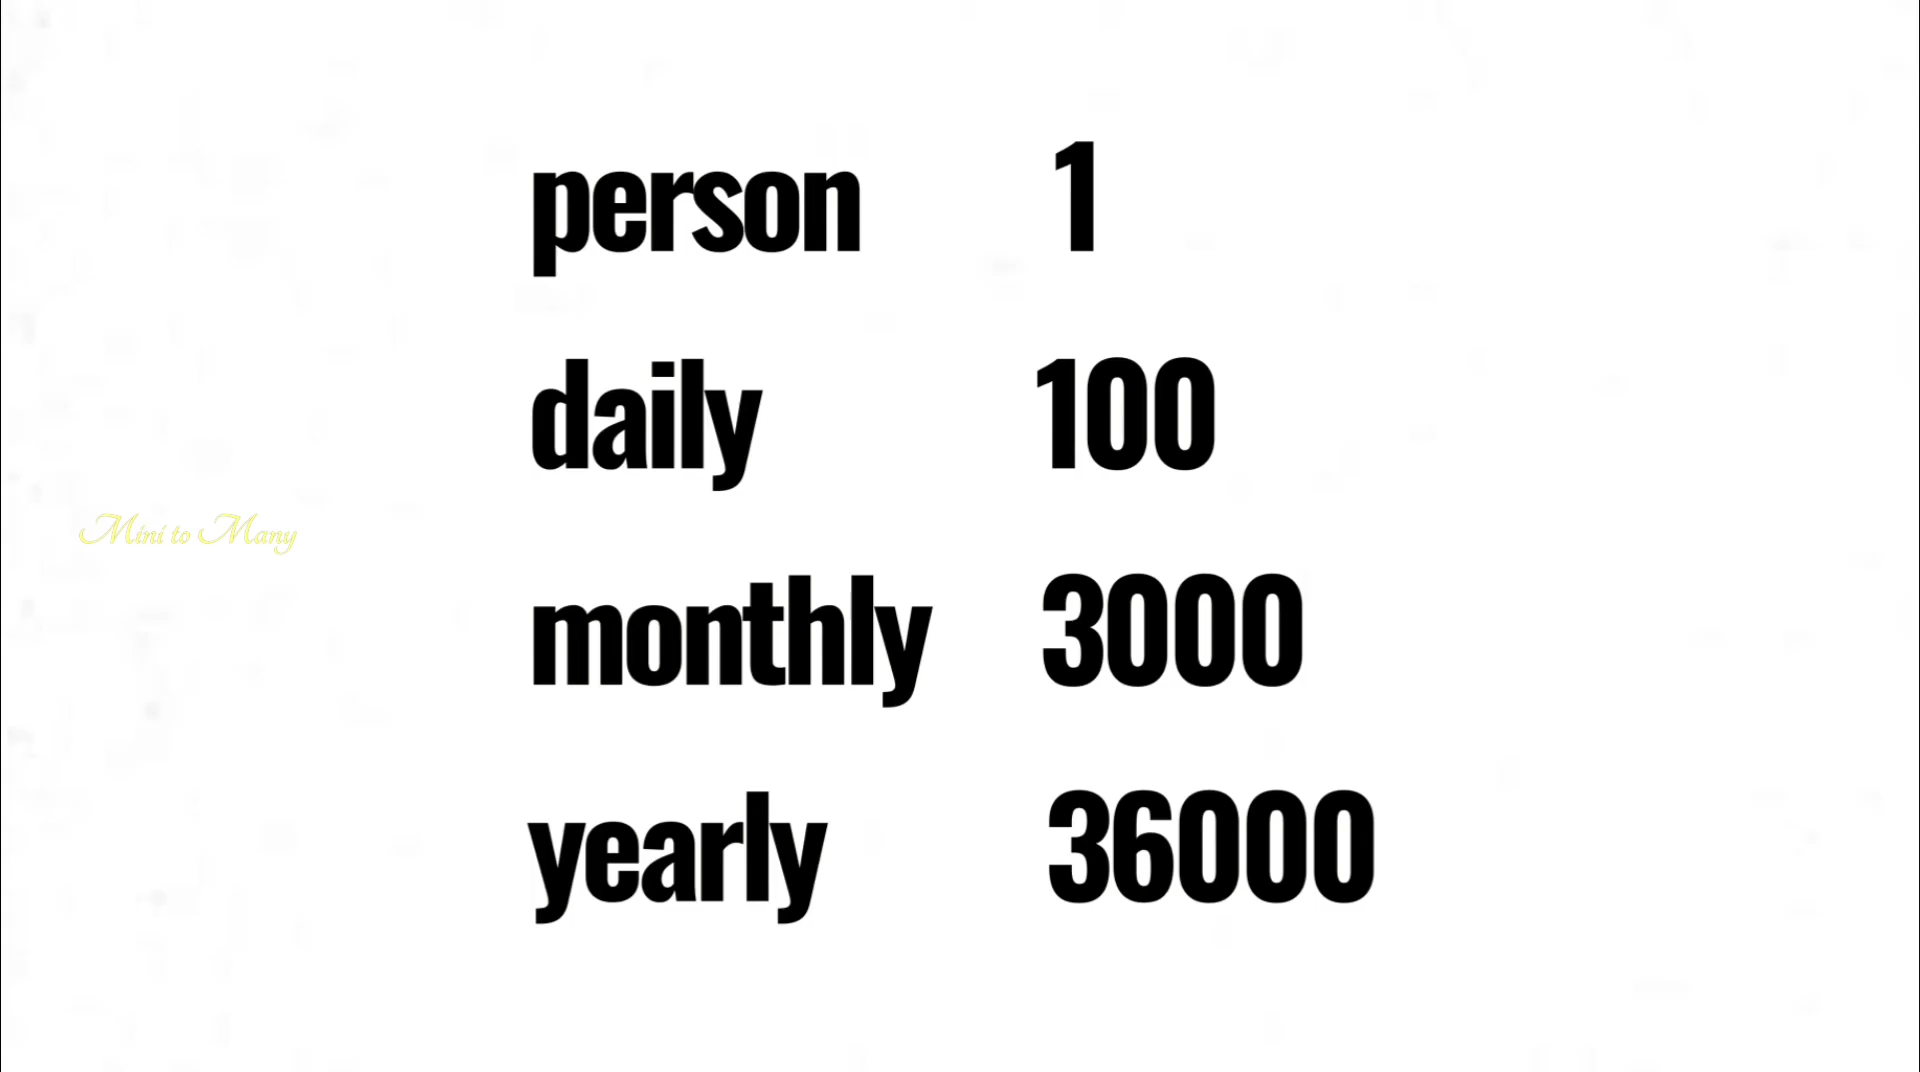 person 1
daily 100
Mini to Many
monthly 3000
yearly 36000